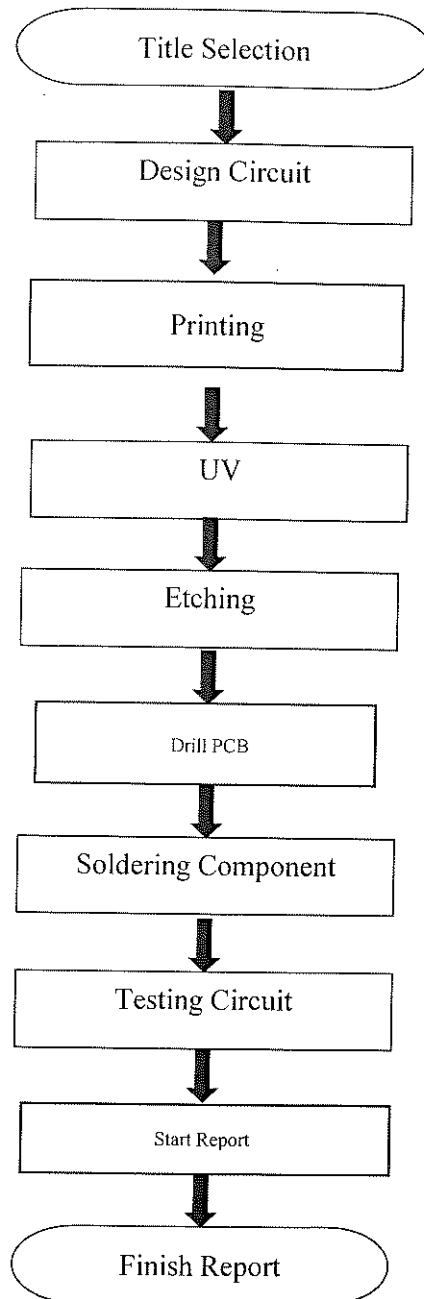 Title Selection
Design Circuit
Printing
UV
Etching
Drill PCB
Soldering Component
Testing Circuit
Start Report
Finish Report